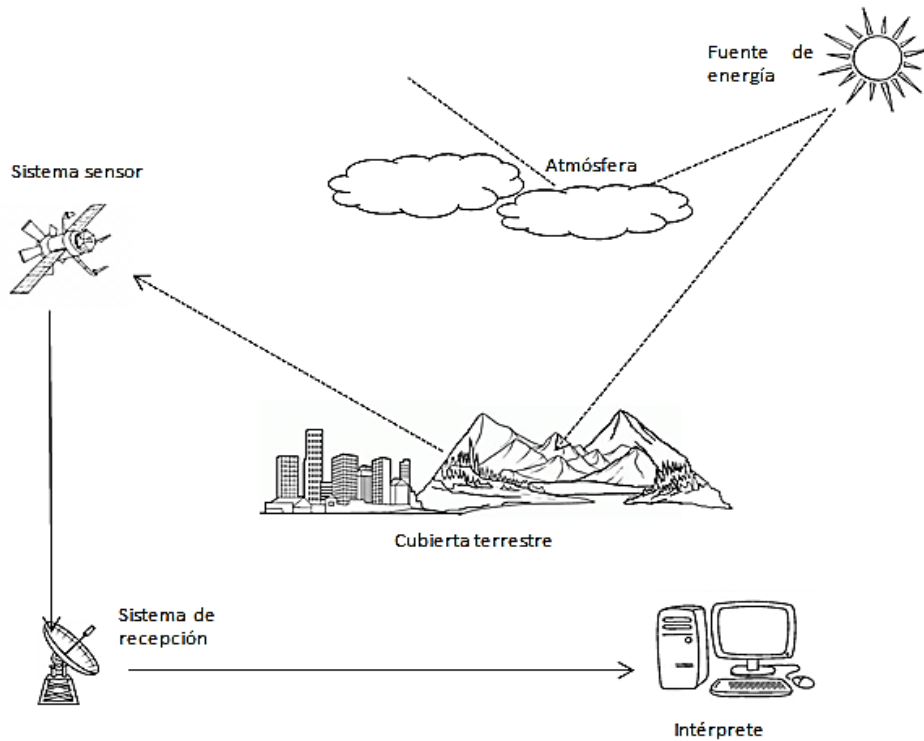 Fuente de
energía
Atmósfera
Sistema sensor
Cubierta terrestre
Sistema de
recepción
Intérprete